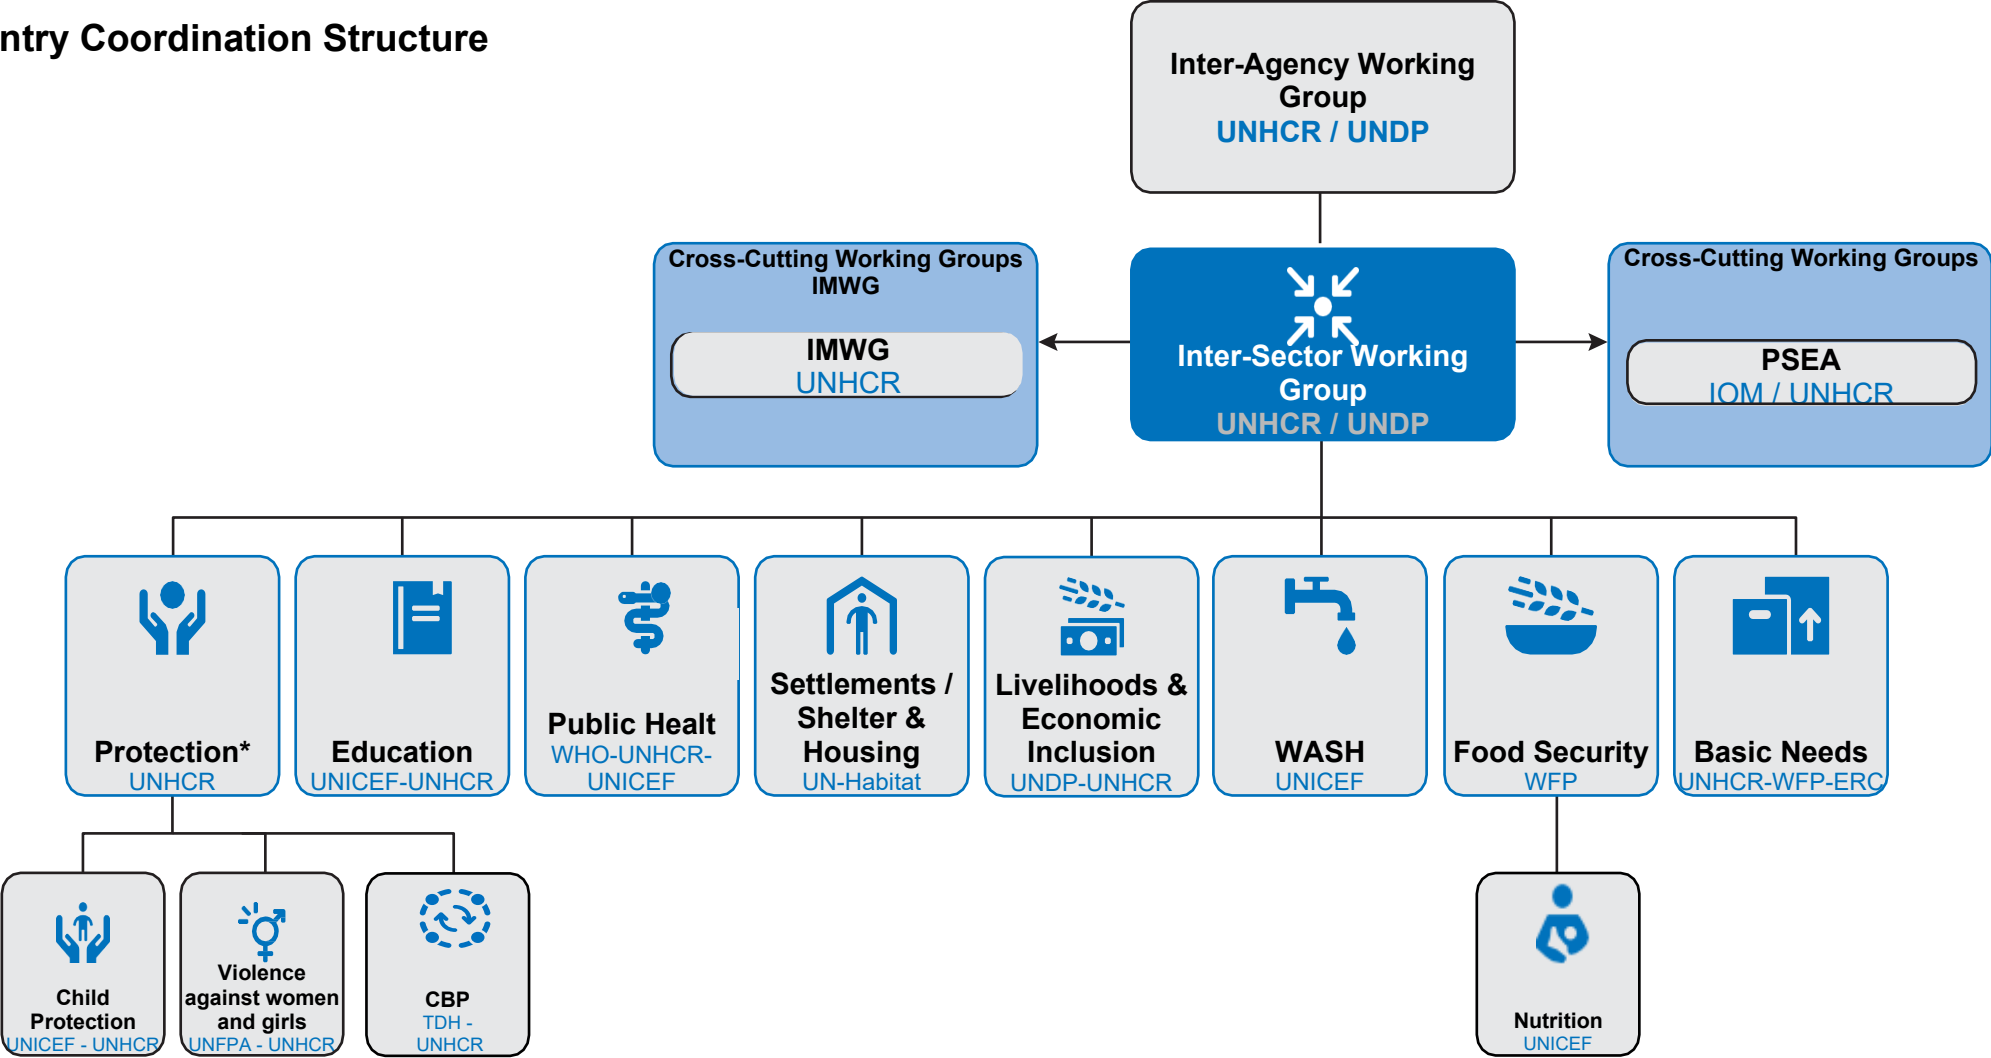 ntry Coordination Structure
Inter-Agency Working
Group
UNHCR / UNDP
Cross-Cutting Working Groups
IMWG
IMWG
UNHCR
Inter-Sector Working
Group
UNHCR / UNDP
Cross-Cutting Working Groups
PSEA
IOM / UNHCR
Protection*
UNHCR
Education
UNICEF-UNHCR
Public Healt
WHO-UNHCR-
UNICEF
Settlements /
Shelter &
Housing
UN-Habitat
Livelihoods &
Economic
Inclusion
UNDP-UNHCR
WASH
UNICEF
Food Security
WFP
Basic Needs
UNHCR-WFP-ERC
Child
Protection
UNICEF - UNHCR
Violence
against women
and girls
UNFPA - UNHCR
CBP
TDH -
UNHCR
Nutrition
UNICEF